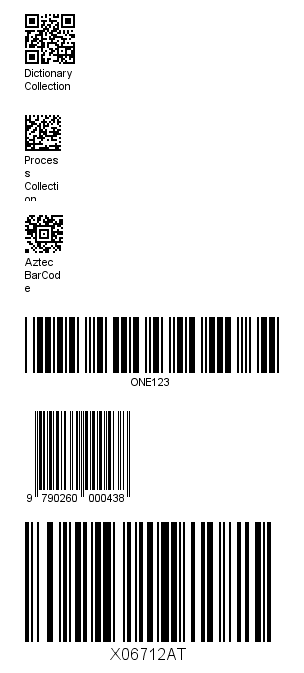 Dictionary
Collection
Proces
s
Collecti
on
Aztec
BarCod
e
ONE123
9 790260 000438
X06712AT